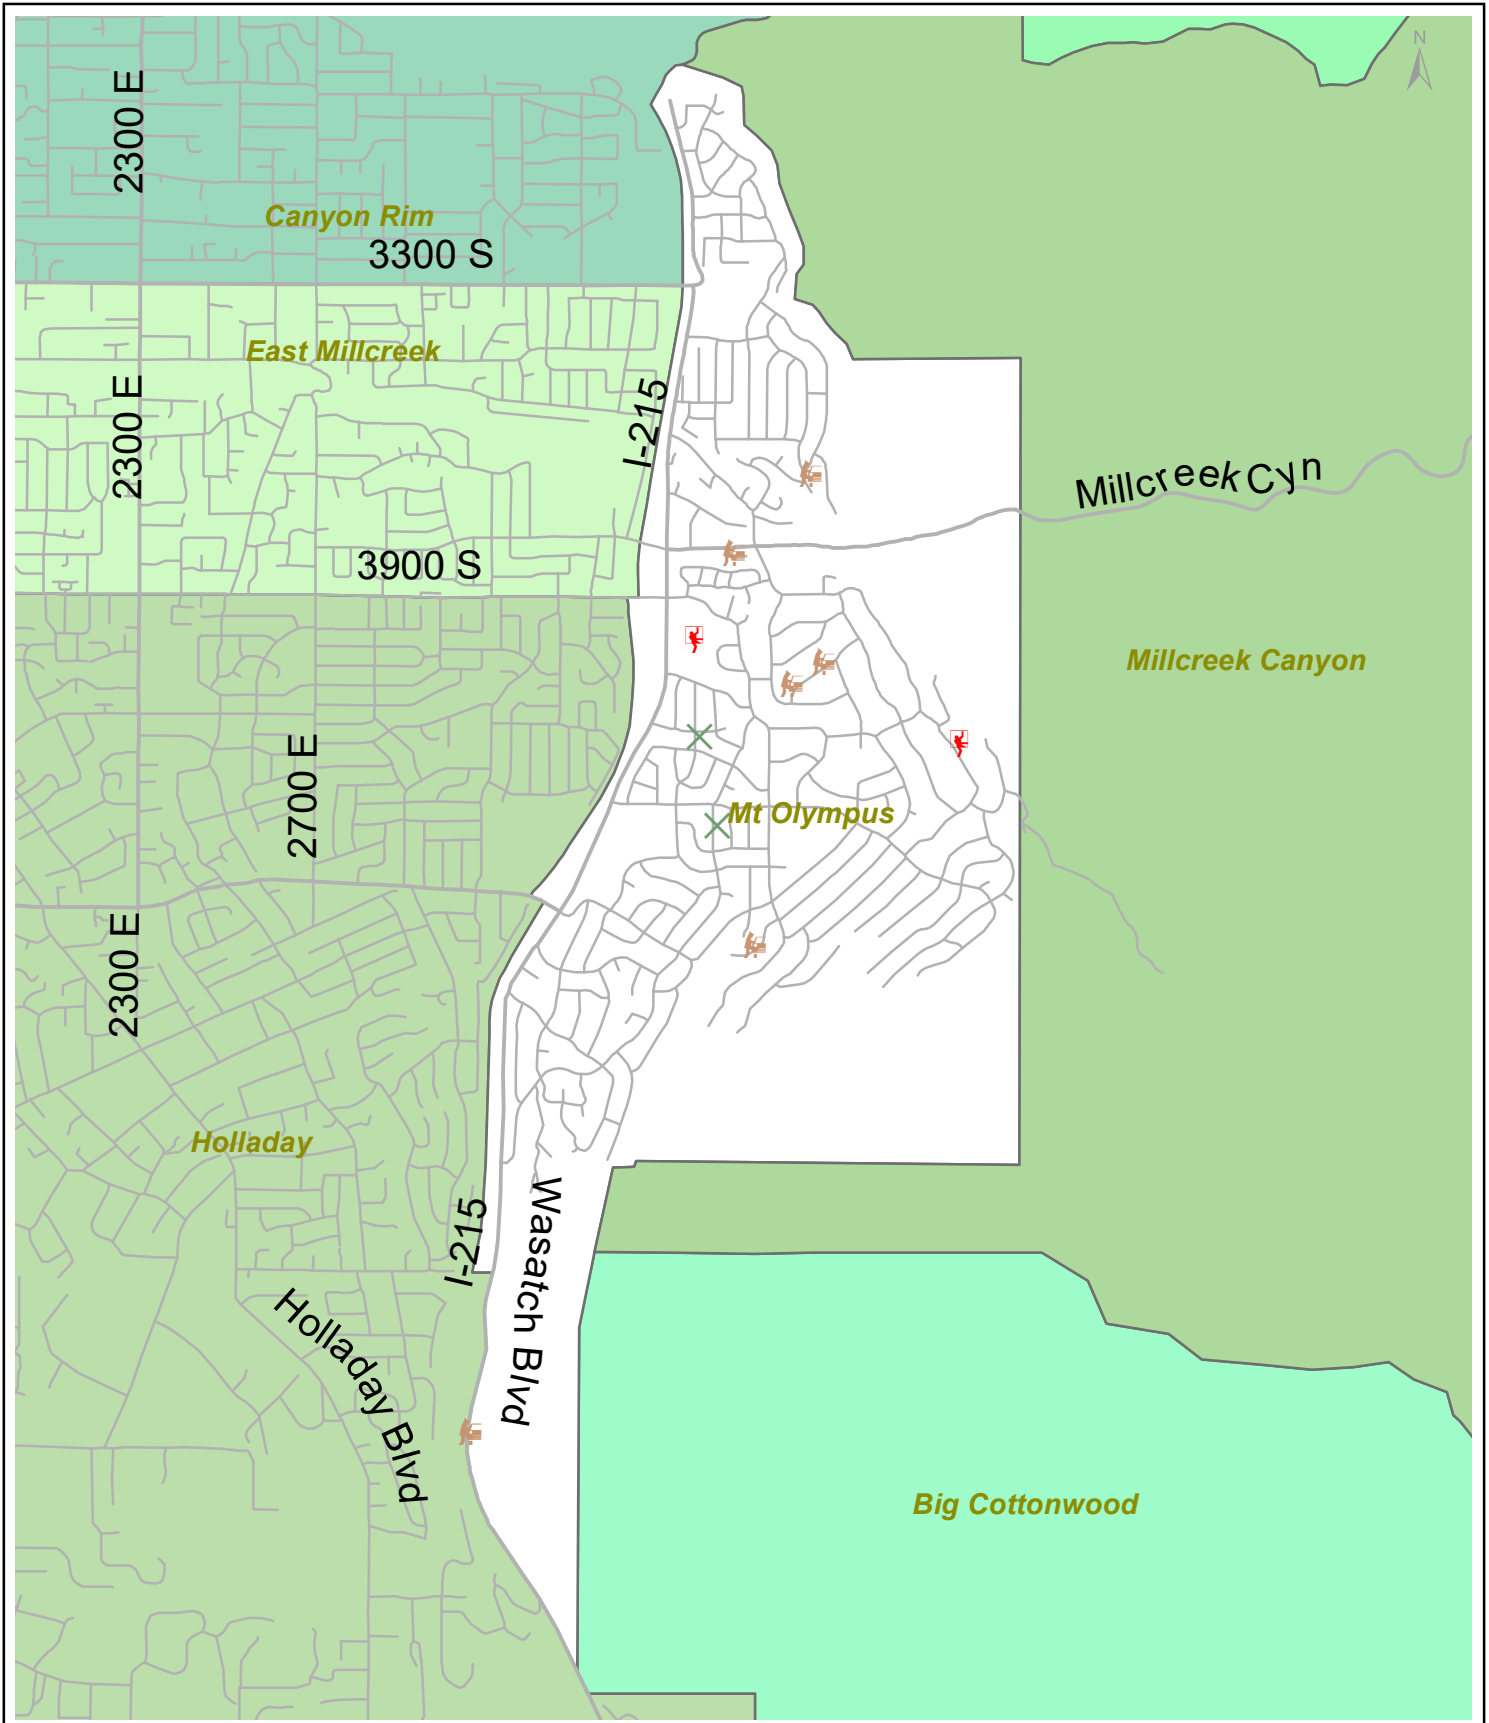 N
2300 E
Canyon Rim
3300 S
East Millcreek
2300 E
I-215
Millcreek Cyn
3900 S
Millcreek Canyon
2700 E
Mt Olympus
2300 E
Holladay
I-215
Wasatch Blvd
Holladay Blvd
Big Cottonwood